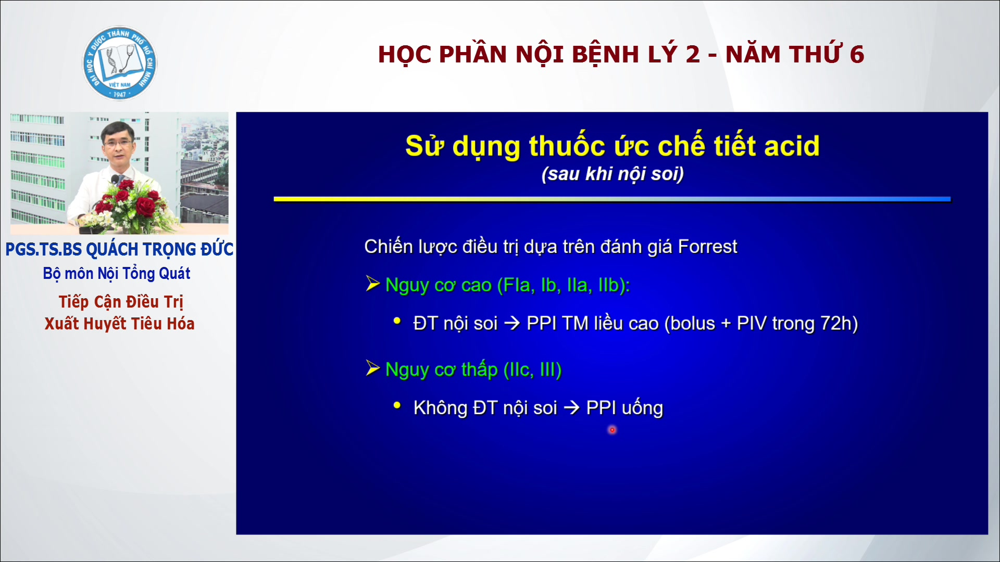 ĐẠI HỌC Y DƯỢC THÀNH PHỐ HỒ CHÍ MINH
VIỆT NAM
1947
HỌC PHẦN NỘI BỆNH LÝ 2 - NĂM THỨ 6
PGS.TS.BS QUÁCH TRỌNG ĐỨC
Bộ môn Nội Tổng Quát
Tiếp Cận Điều Trị
Xuất Huyết Tiêu Hóa
Sử dụng thuốc ức chế tiết acid
(sau khi nội soi)
Chiến lược điều trị dựa trên đánh giá Forrest
➢ Nguy cơ cao (FIa, Ib, IIa, IIb):
• ĐT nội soi → PPI TM liều cao (bolus + PIV trong 72h)
➢ Nguy cơ thấp (IIc, III)
• Không ĐT nội soi → PPI uống